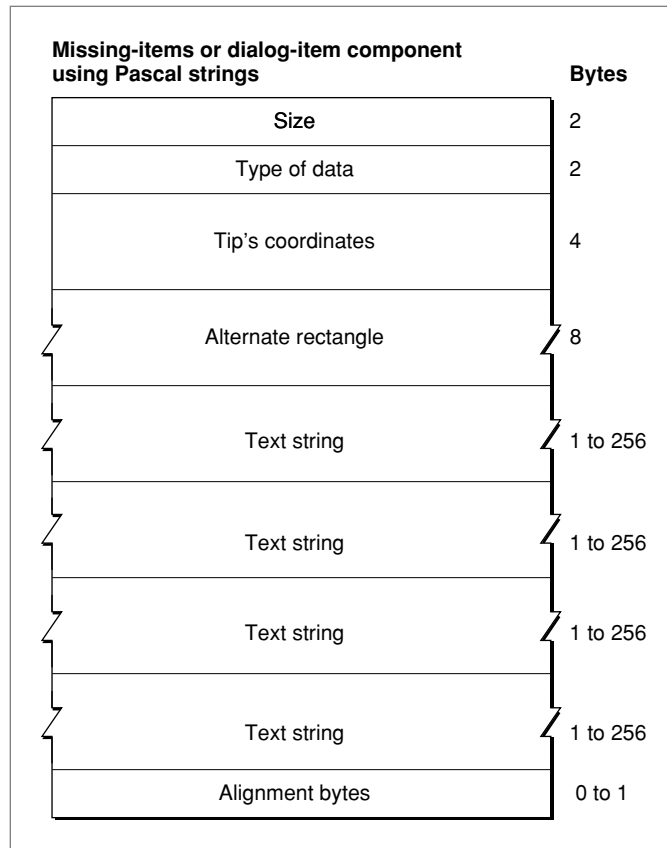 Missing-items or dialog-item component
using Pascal strings Bytes
Size 2
Type of data 2
Tip's coordinates 4
Alternate rectangle 8
Text string 1 to 256
Text string 1 to 256
Text string 1 to 256
Text string 1 to 256
Alignment bytes 0 to 1